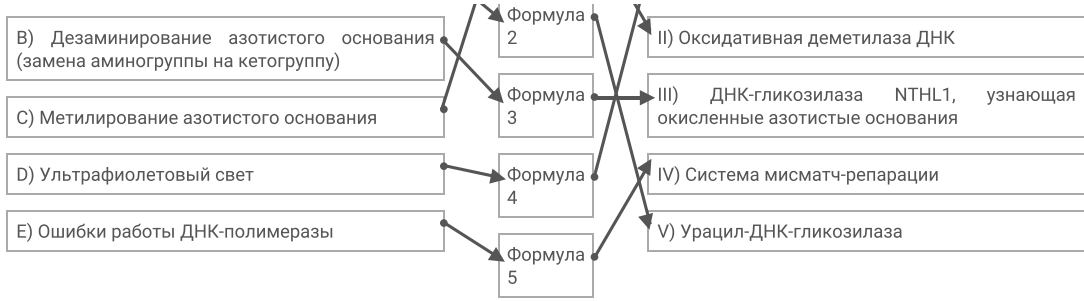 B) Дезаминирование азотистого основания
(замена аминогруппы на кетогруппу)
C) Метилирование азотистого основания
D) Ультрафиолетовый свет
E) Ошибки работы ДНК-полимеразы
Формула
2
Формула
3
Формула
4
Формула
5
II) Оксидативная деметилаза ДНК
III) ДНК-гликозилаза NTHL1, узнающая
окисленные азотистые основания
IV) Система мисматч-репарации
V) Урацил-ДНК-гликозилаза